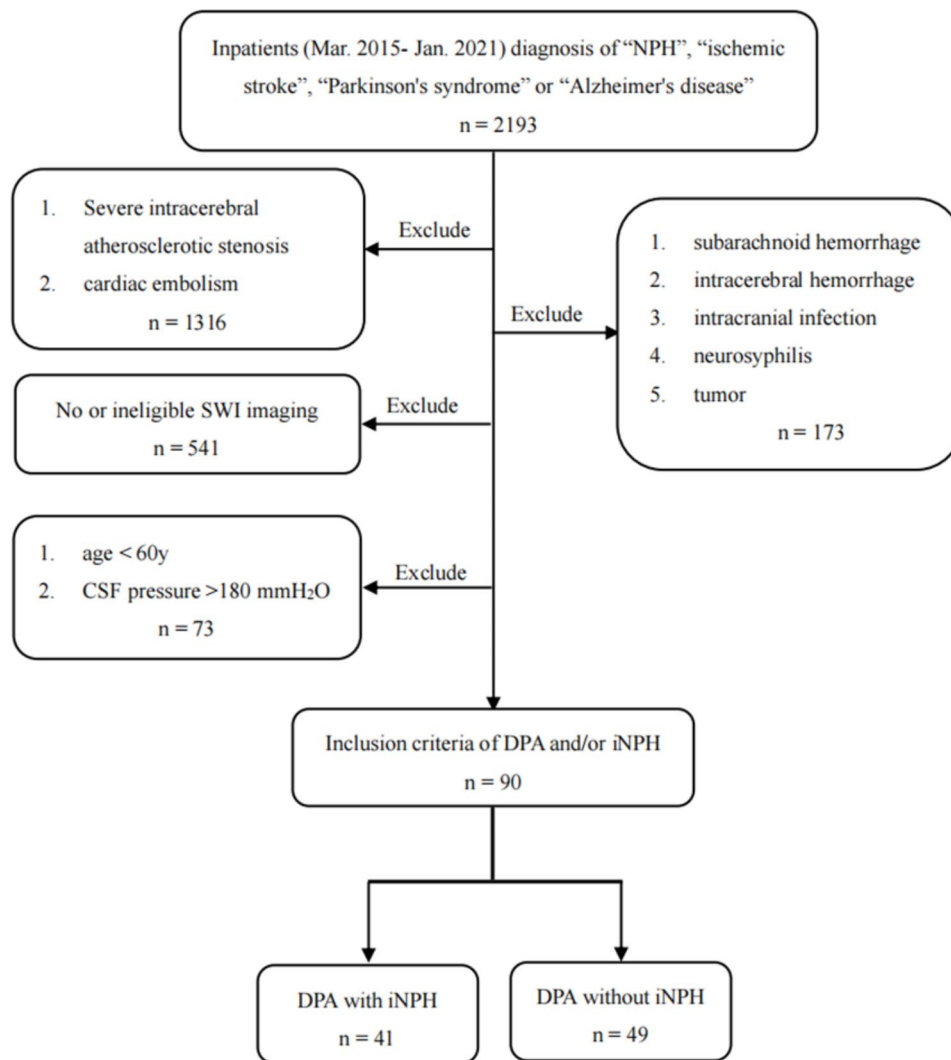 Inpatients (Mar. 2015- Jan. 2021) diagnosis of “NPH”, “ischemic
stroke”, “Parkinson's syndrome” or “Alzheimer's disease”
n = 2193
1. Severe intracerebral
atherosclerotic stenosis
2. cardiac embolism
n = 1316
Exclude
Exclude
1. subarachnoid hemorrhage
2. intracerebral hemorrhage
3. intracranial infection
4. neurosyphilis
5. tumor
n = 173
No or ineligible SWI imaging
n = 541
Exclude
1. age < 60y
2. CSF pressure >180 mmH₂O
n = 73
Exclude
Inclusion criteria of DPA and/or iNPH
n = 90
DPA with iNPH
n = 41
DPA without iNPH
n = 49